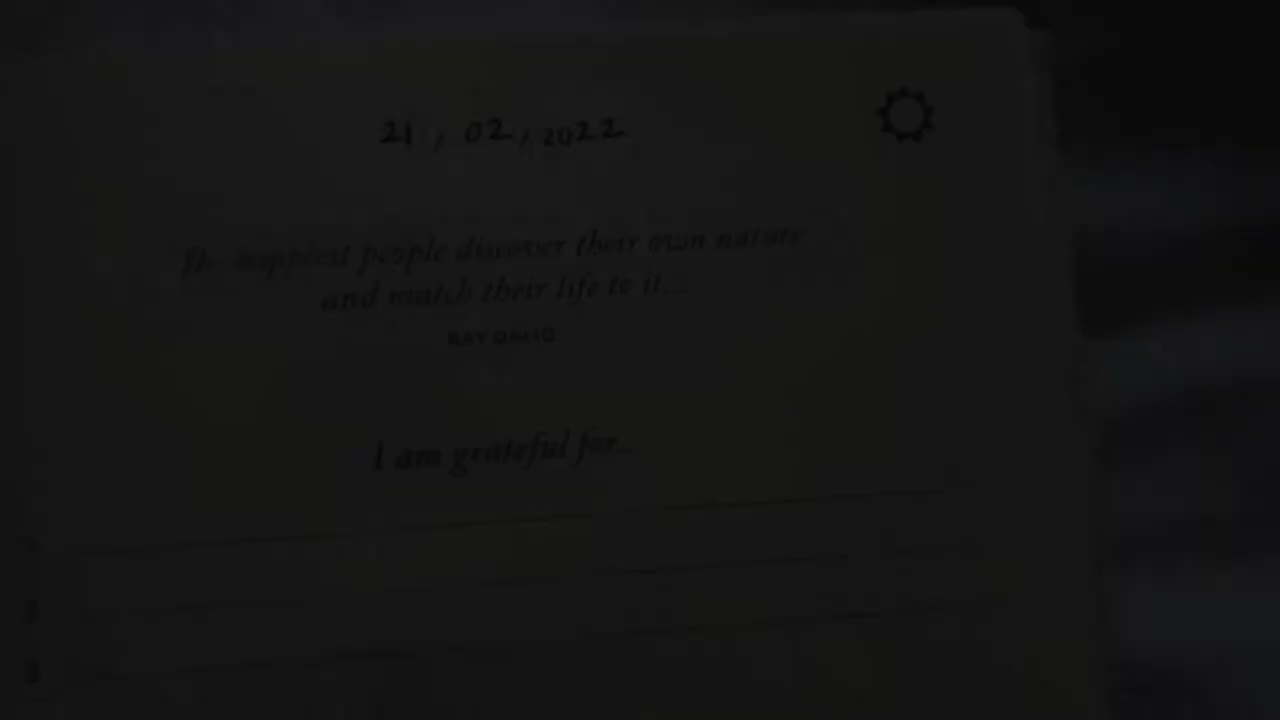 21 / 02 / 2022
The happiest people discover their own nature
and match their life to it.
RAY DALIO
I am grateful for...